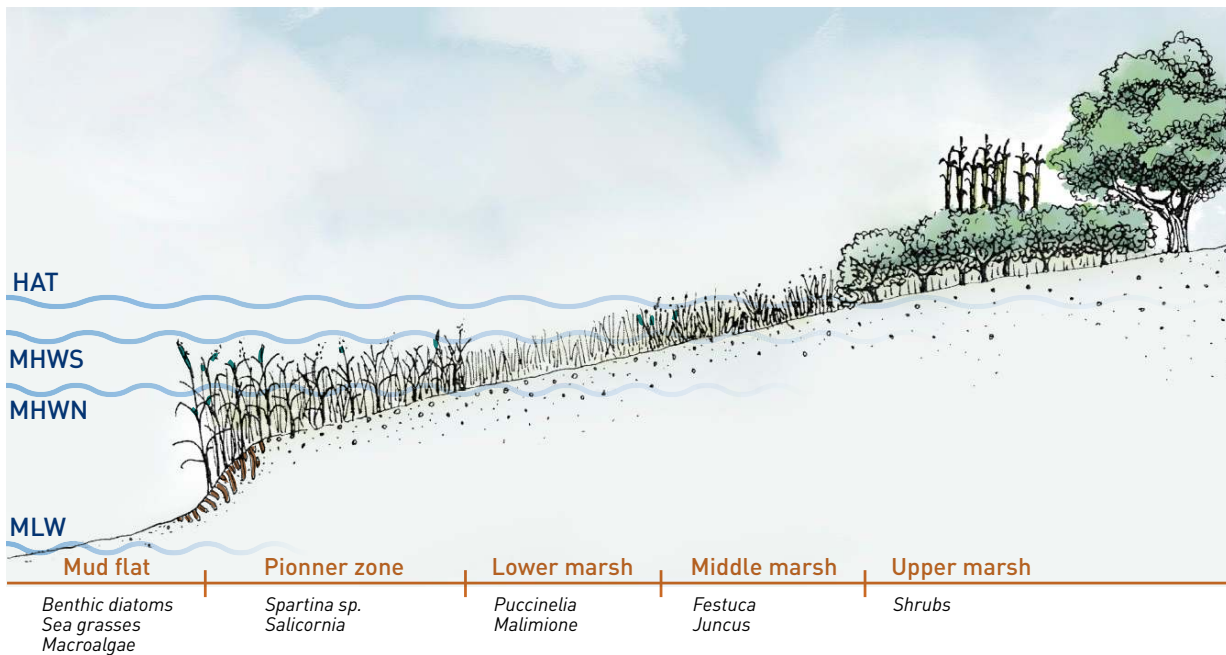 HAT
MHWS
MHWN
MLW
Mud flat
Pionner zone
Lower marsh
Middle marsh
Upper marsh
Benthic diatoms
Sea grasses
Macroalgae
Spartina sp.
Salicornia
Puccinelia
Malimione
Festuca
Juncus
Shrubs